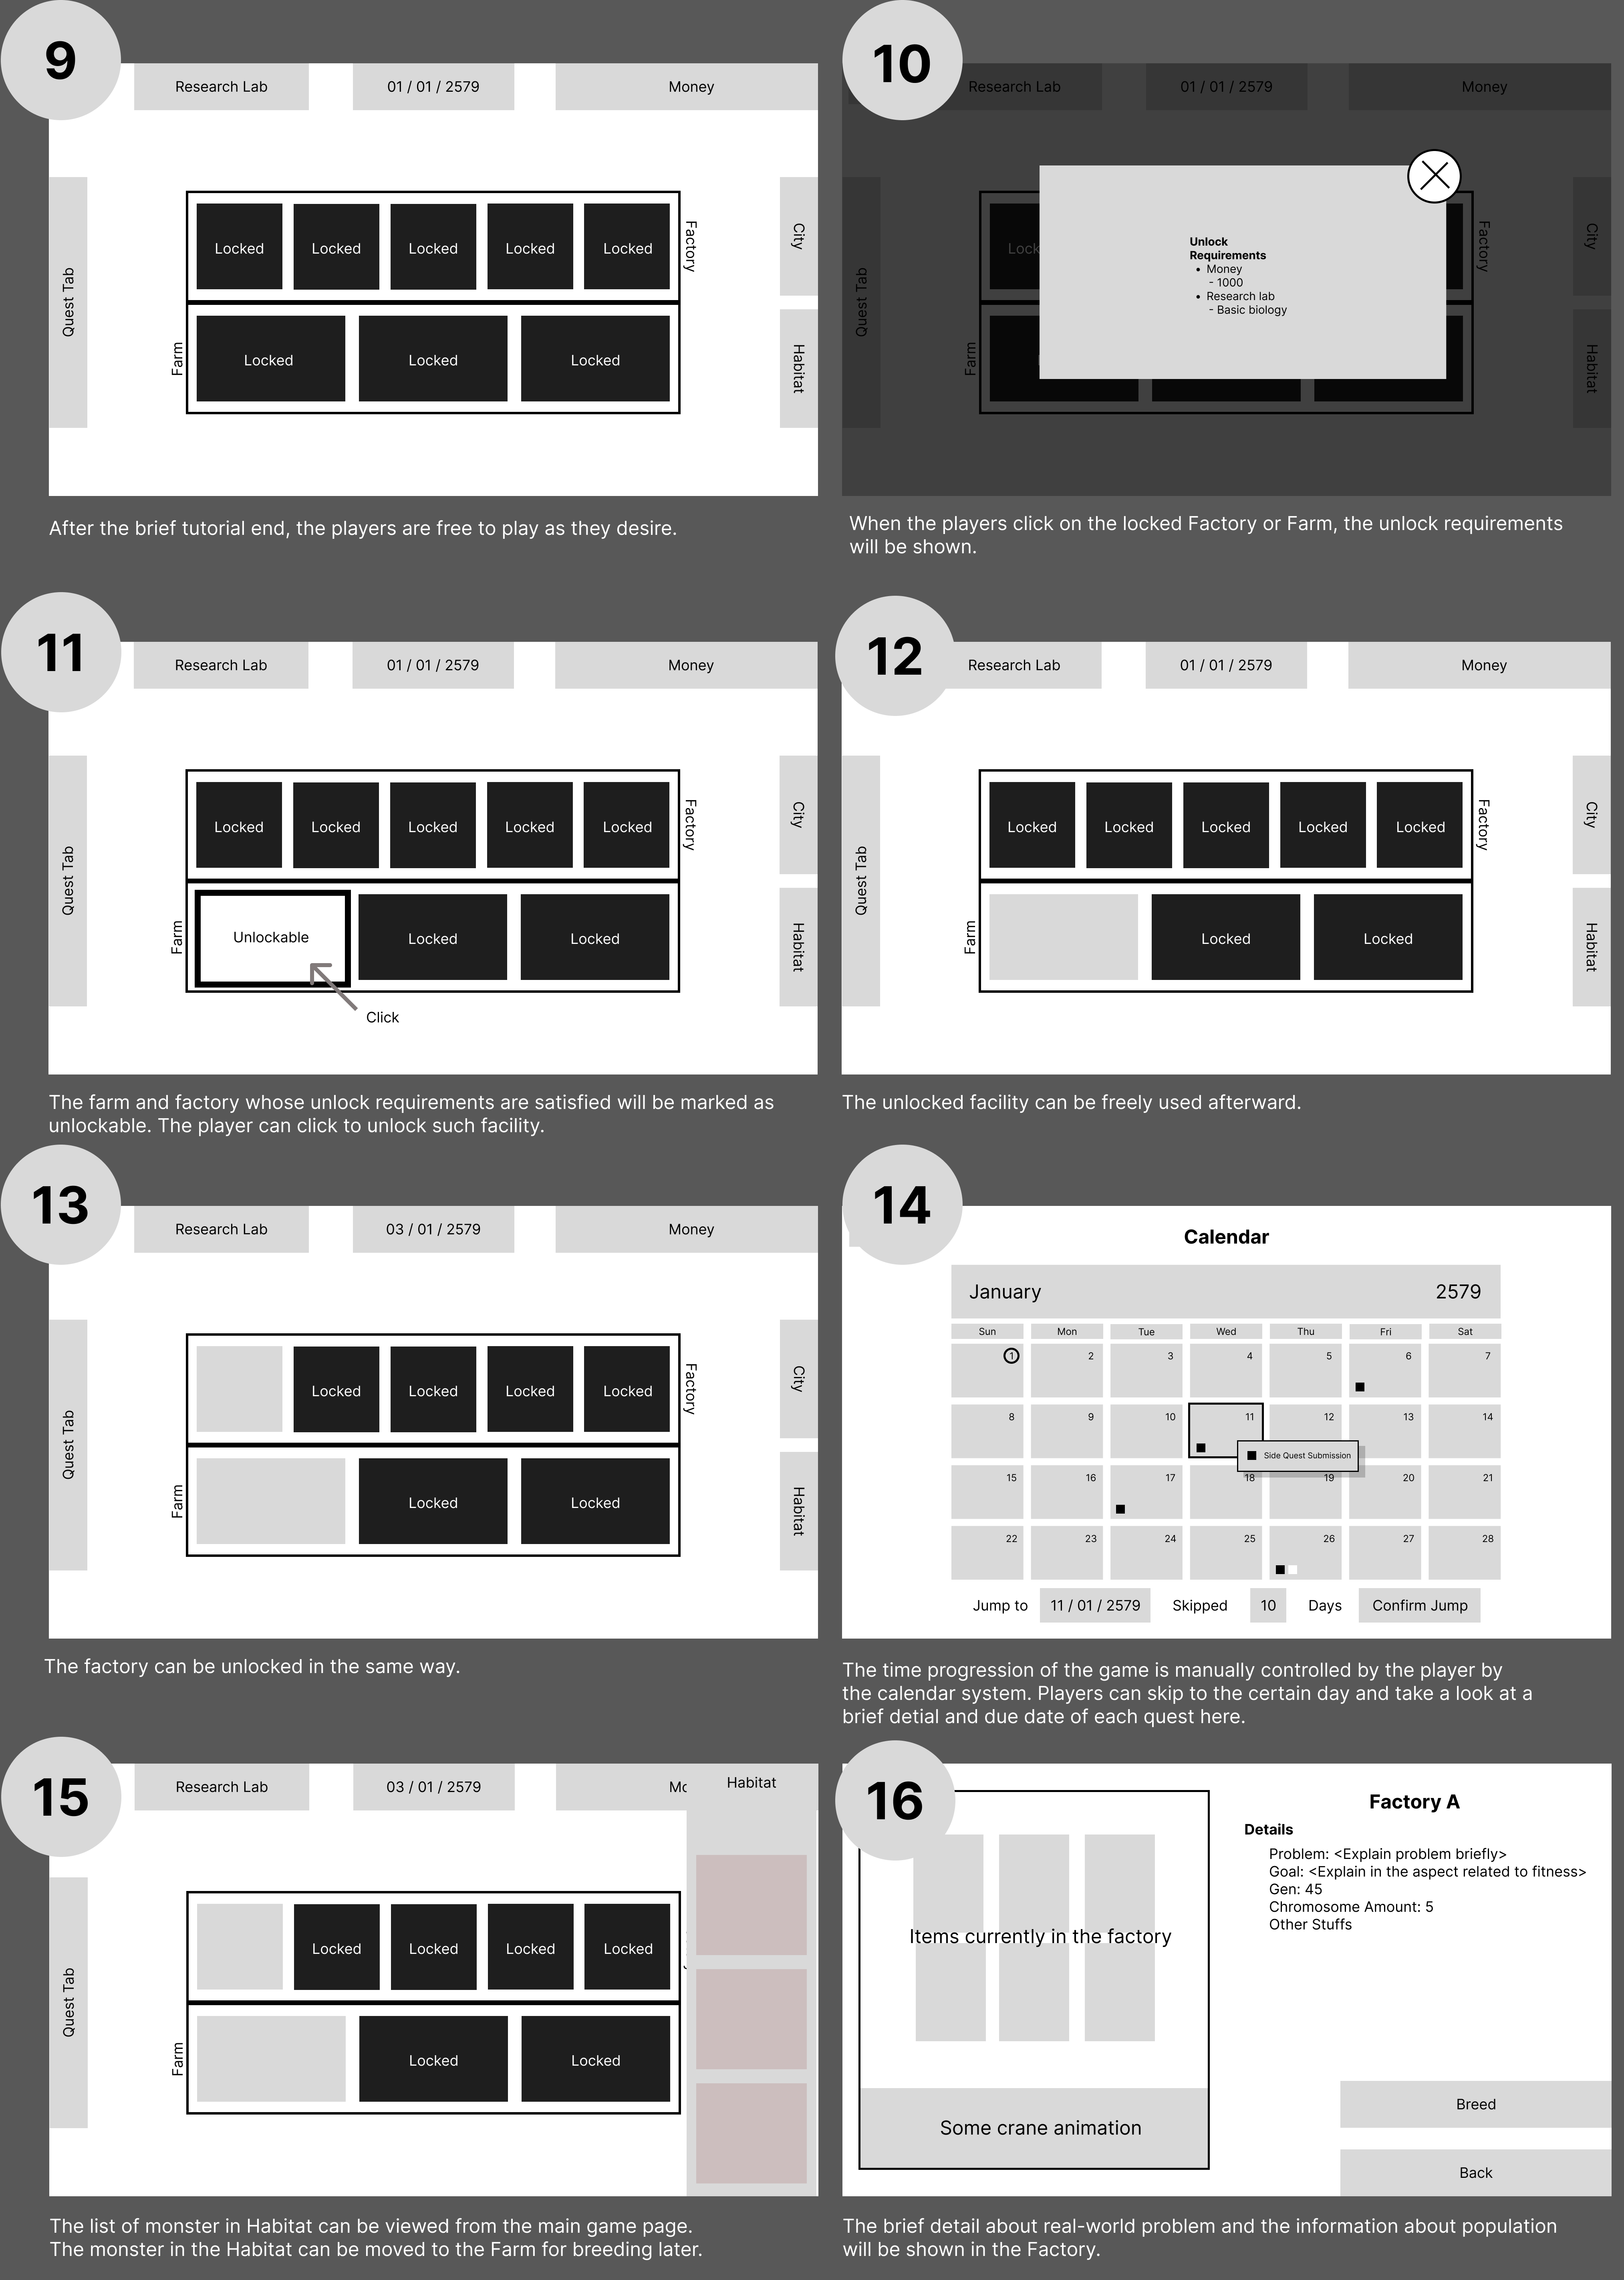 9
Research Lab
01 / 01 / 2579
Money
Quest Tab
Locked
Locked
Locked
Locked
Locked
Factory
Farm
Locked
Locked
Locked
City
Habitat
After the brief tutorial end, the players are free to play as they desire.
10
Research Lab
01 / 01 / 2579
Money
Quest Tab
Lock
Factory
Farm
City
Habitat
Unlock
Requirements
• Money
- 1000
• Research lab
- Basic biology
When the players click on the locked Factory or Farm, the unlock requirements
will be shown.
11
Research Lab
01 / 01 / 2579
Money
Quest Tab
Locked
Locked
Locked
Locked
Locked
Factory
Farm
Unlockable
Locked
Locked
Click
City
Habitat
The farm and factory whose unlock requirements are satisfied will be marked as
unlockable. The player can click to unlock such facility.
12
Research Lab
01 / 01 / 2579
Money
Quest Tab
Locked
Locked
Locked
Locked
Locked
Factory
Farm
Locked
Locked
City
Habitat
The unlocked facility can be freely used afterward.
13
Research Lab
03 / 01 / 2579
Money
Quest Tab
Locked
Locked
Locked
Locked
Factory
Farm
Locked
Locked
City
Habitat
The factory can be unlocked in the same way.
14
Calendar
January 2579
Sun Mon Tue Wed Thu Fri Sat
1 2 3 4 5 6 7
8 9 10 11 12 13 14
Side Quest Submission
15 16 17 18 19 20 21
22 23 24 25 26 27 28
Jump to 11 / 01 / 2579 Skipped 10 Days Confirm Jump
The time progression of the game is manually controlled by the player by
the calendar system. Players can skip to the certain day and take a look at a
brief detial and due date of each quest here.
15
Research Lab
03 / 01 / 2579
Mo
Habitat
Quest Tab
Locked
Locked
Locked
Locked
Farm
Locked
Locked
The list of monster in Habitat can be viewed from the main game page.
The monster in the Habitat can be moved to the Farm for breeding later.
16
Items currently in the factory
Some crane animation
Factory A
Details
Problem: <Explain problem briefly>
Goal: <Explain in the aspect related to fitness>
Gen: 45
Chromosome Amount: 5
Other Stuffs
Breed
Back
The brief detail about real-world problem and the information about population
will be shown in the Factory.